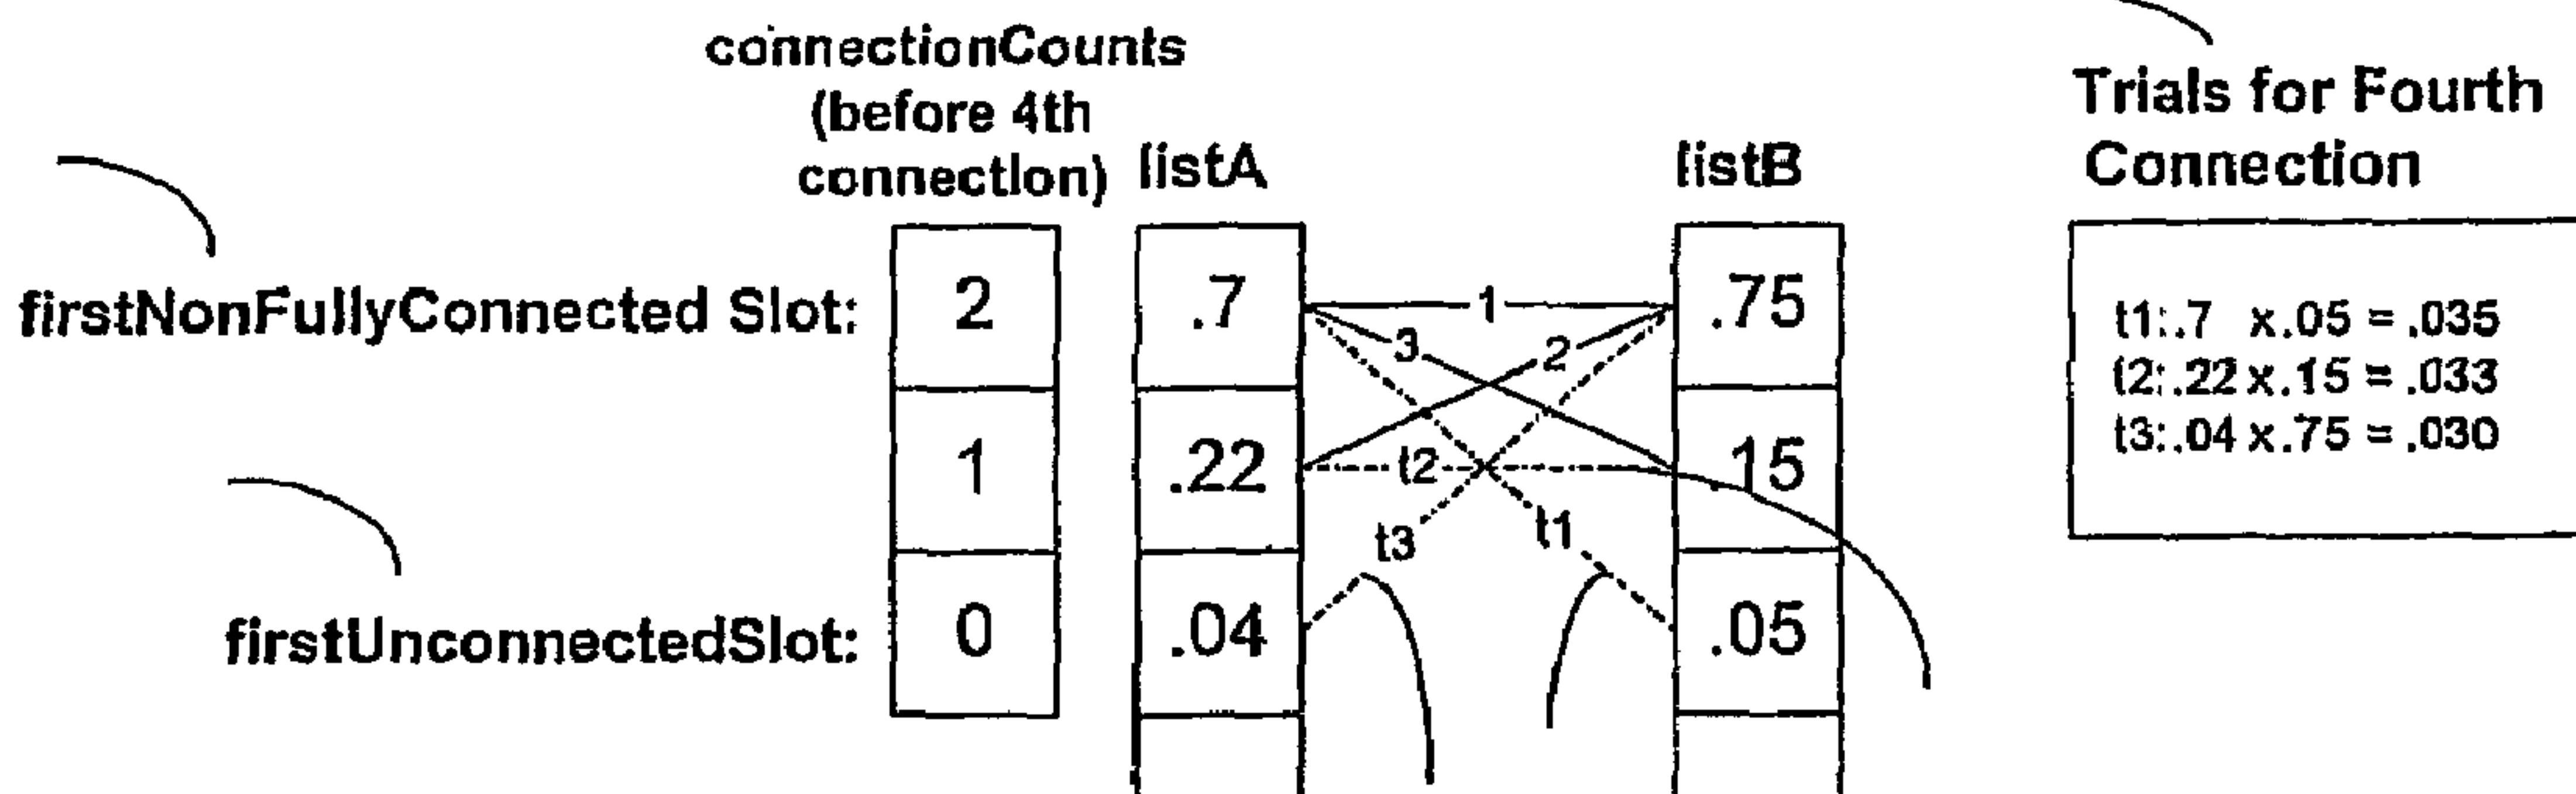 connectionCounts
(before 4th
connection)
listA
listB
Trials for Fourth
Connection
firstNonFullyConnected Slot:
2
.7
1
.75
3
2
t1:.7 x.05 = .035
t2:.22 x.15 = .033
t3:.04 x.75 = .030
1
.22
t2
.15
t3
t1
firstUnconnectedSlot:
0
.04
.05